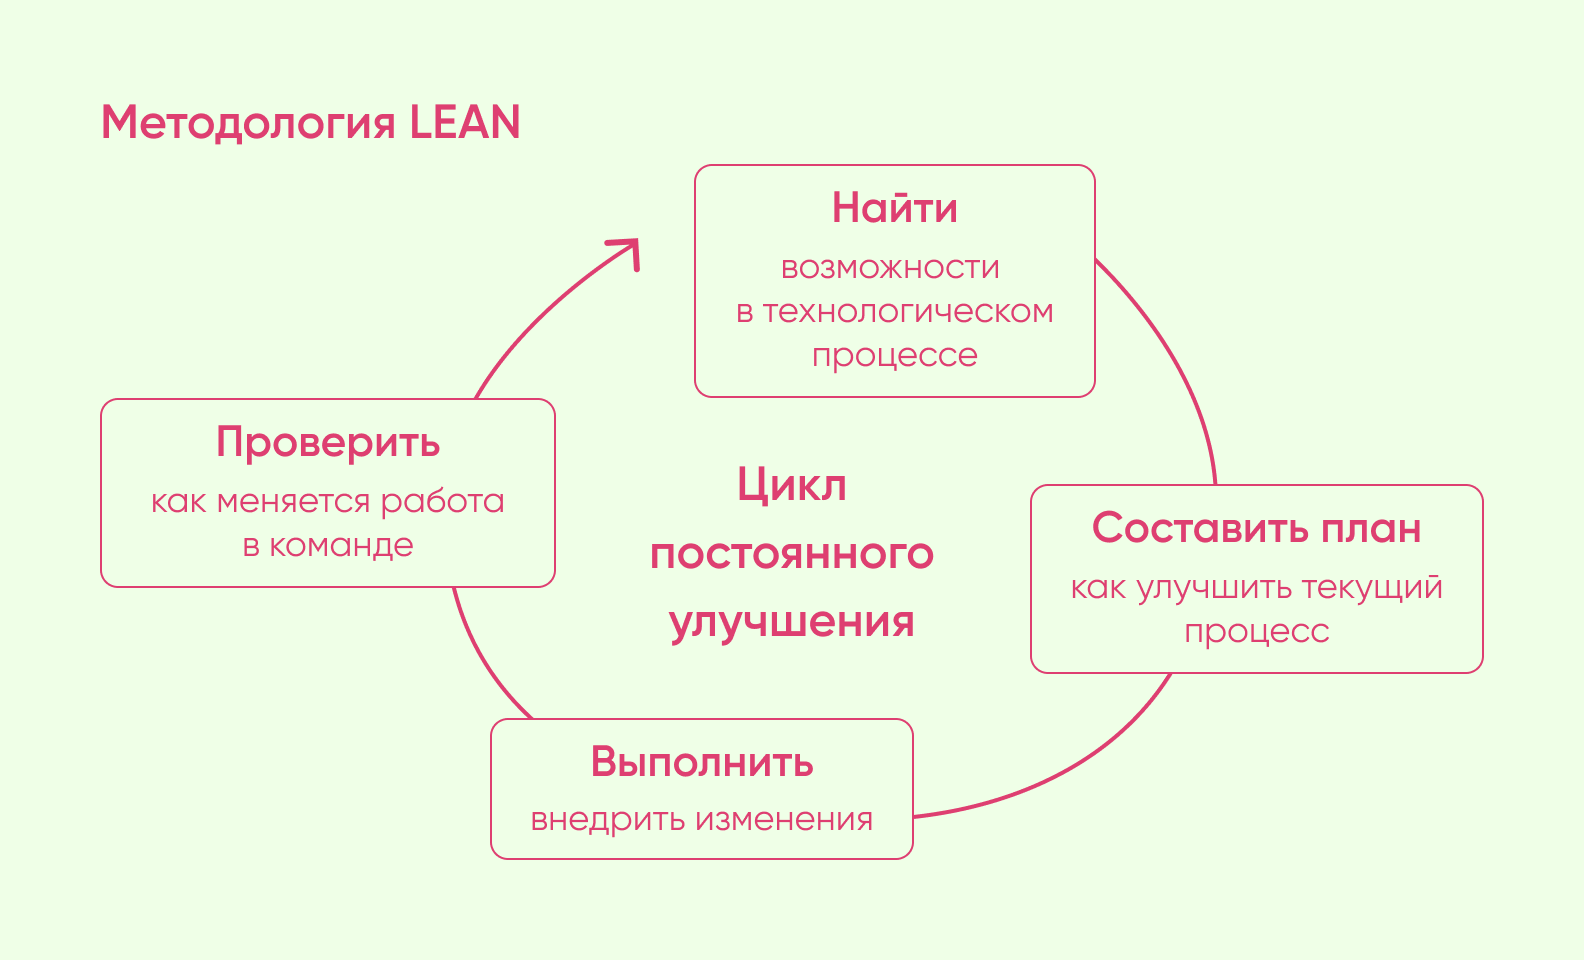 Методология LEAN
Найти
возможности
в технологическом
процессе
Составить план
как улучшить текущий
процесс
Выполнить
внедрить изменения
Проверить
как меняется работа
в команде
Цикл
постоянного
улучшения